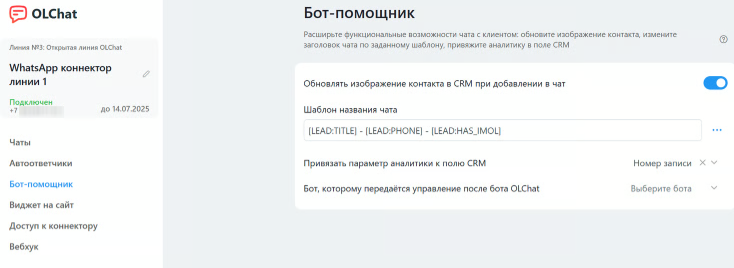 OLChat
Линия №3: Открытая линия OLChat
WhatsApp коннектор
линии 1
Подключен
+7
до 14.07.2025
Чаты
Автоответчики
Бот-помощник
Виджет на сайт
Доступ к коннектору
Вебхук
Бот-помощник
Расширьте функциональные возможности чата с клиентом: обновите изображение контакта, измените
заголовок чата по заданному шаблону, привяжите аналитику в поле CRM
Обновлять изображение контакта в CRM при добавлении в чат
Шаблон названия чата
[LEAD:TITLE] - [LEAD:PHONE] - [LEAD:HAS_IMOL]
Привязать параметр аналитики к полю CRM
Номер записи
Бот, которому передаётся управление после бота OLChat
Выберите бота